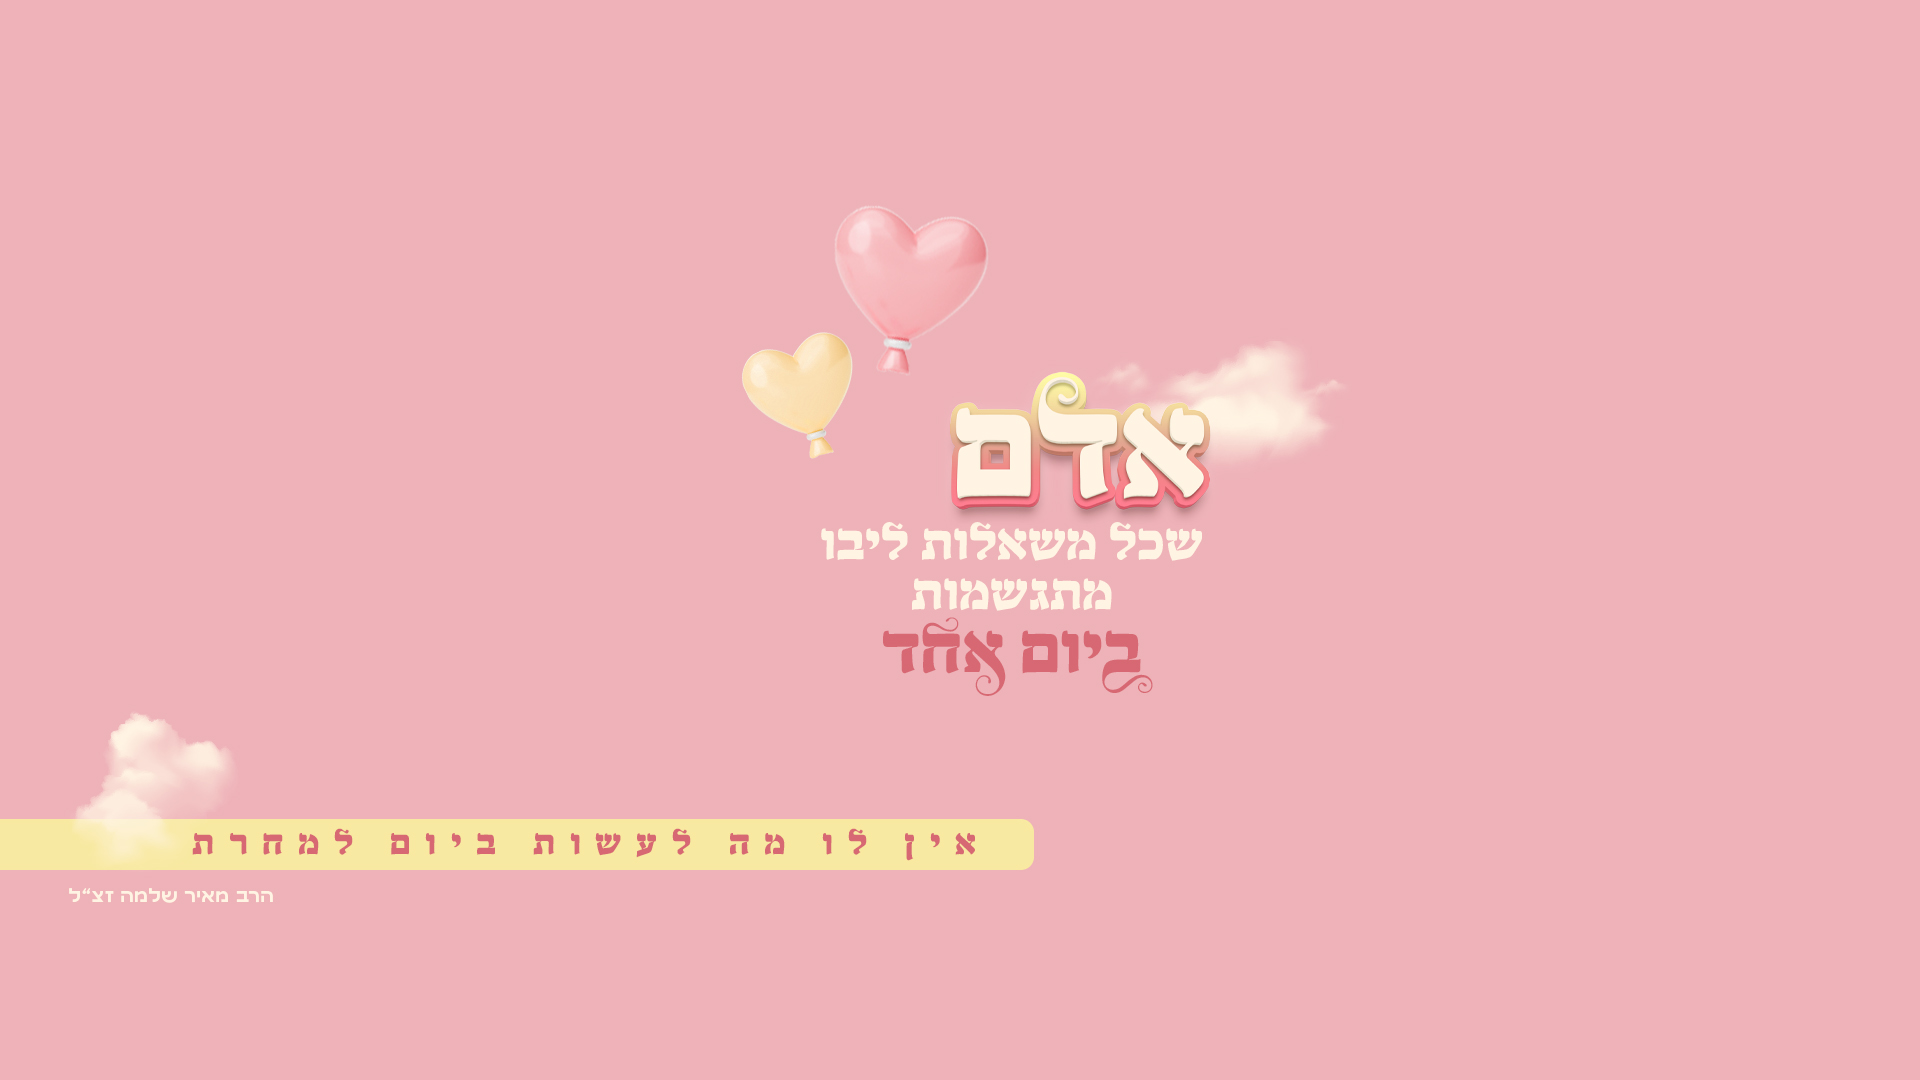 אדם
שכל משאלות ליבו
מתגשמות
ביום אחד
אין לו מה לעשות ביום למחרת
הרב מאיר שלמה זצ“ל